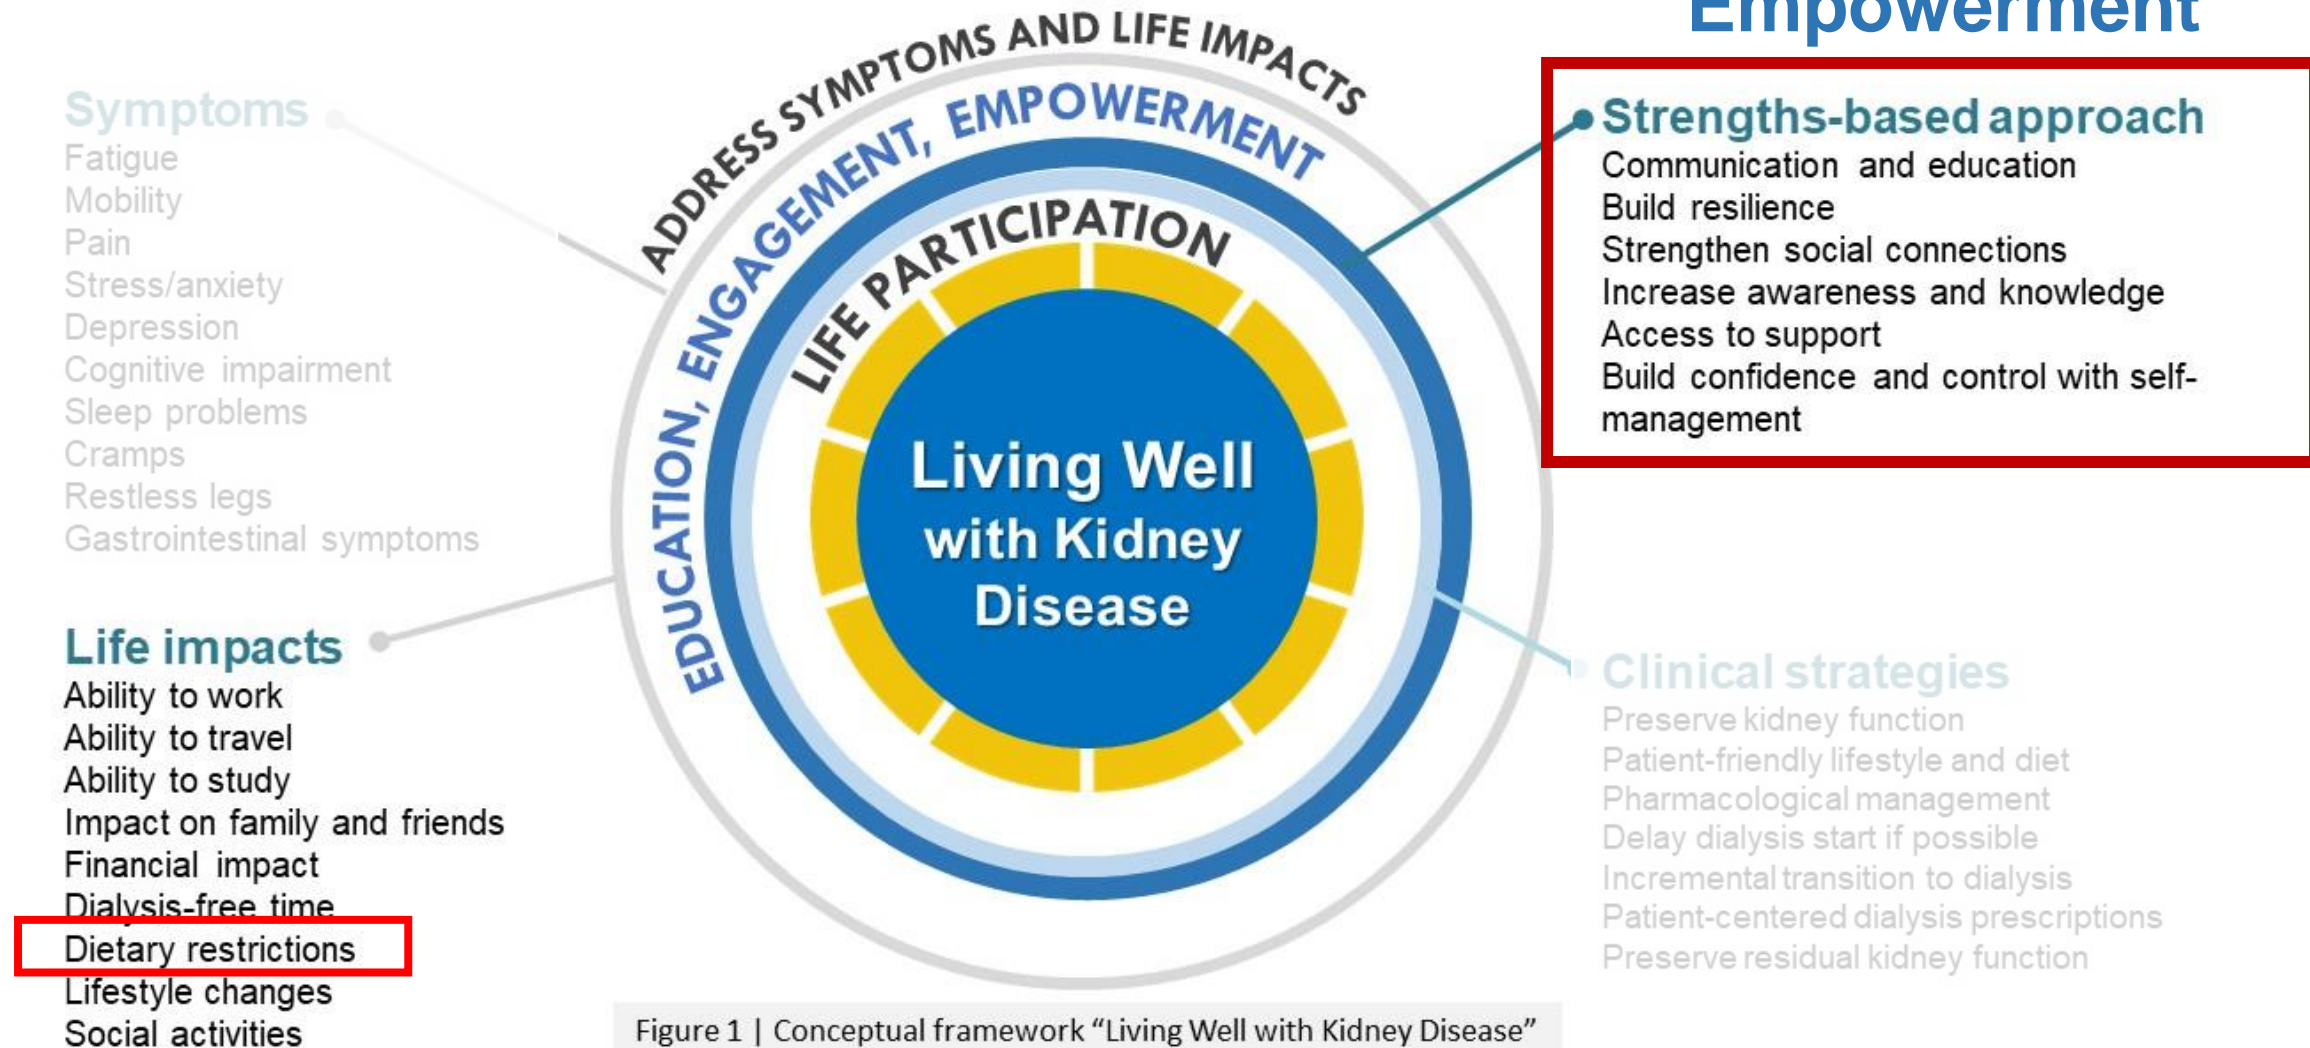 Empowerment
ADDRESS SYMPTOMS AND LIFE IMPACTS
EDUCATION, ENGAGEMENT, EMPOWERMENT
LIFE PARTICIPATION
Living Well
with Kidney
Disease
Symptoms
Fatigue
Mobility
Pain
Stress/anxiety
Depression
Cognitive impairment
Sleep problems
Cramps
Restless legs
Gastrointestinal symptoms
Life impacts
Ability to work
Ability to travel
Ability to study
Impact on family and friends
Financial impact
Dialysis-free time
Dietary restrictions
Lifestyle changes
Social activities
Strengths-based approach
Communication and education
Build resilience
Strengthen social connections
Increase awareness and knowledge
Access to support
Build confidence and control with self-
management
Clinical strategies
Preserve kidney function
Patient-friendly lifestyle and diet
Pharmacological management
Delay dialysis start if possible
Incremental transition to dialysis
Patient-centered dialysis prescriptions
Preserve residual kidney function
Figure 1 | Conceptual framework “Living Well with Kidney Disease”